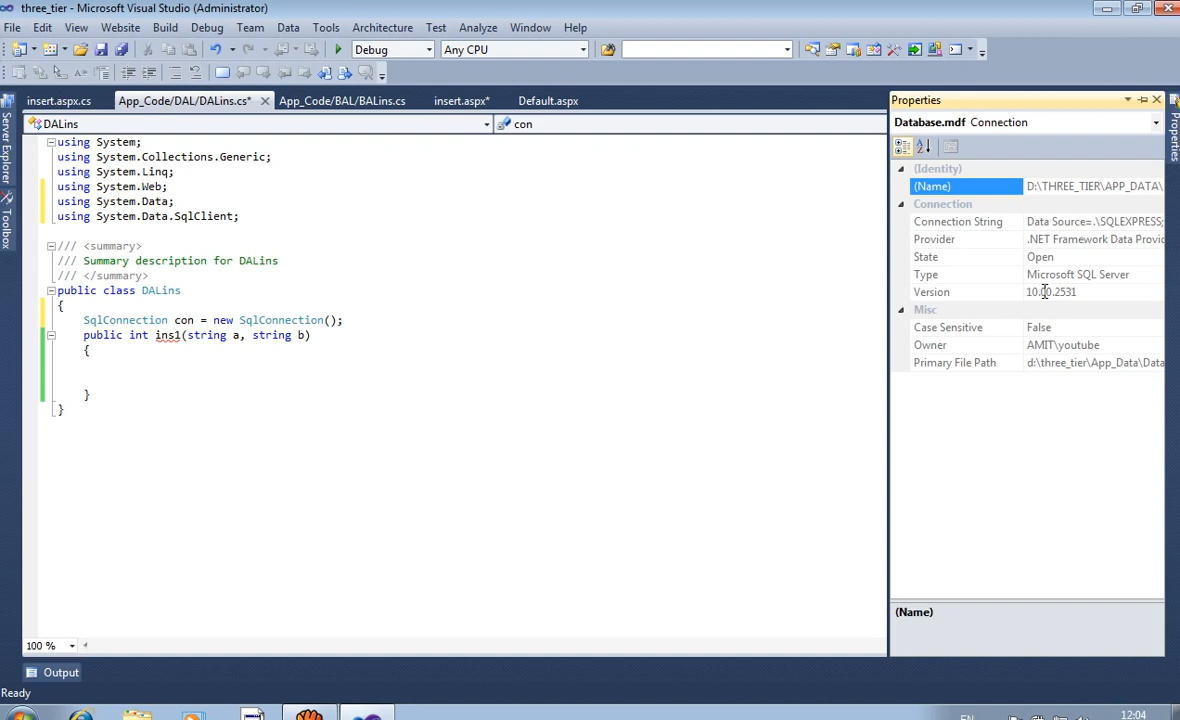 three_tier - Microsoft Visual Studio (Administrator)
File Edit View Website Build Debug Team Data Tools Architecture Test Analyze Window Help
Debug Any CPU
insert.aspx.cs App_Code/DAL/DALins.cs* App_Code/BAL/BALins.cs insert.aspx* Default.aspx
DALins con
using System;
using System.Collections.Generic;
using System.Linq;
using System.Web;
using System.Data;
using System.Data.SqlClient;
/// <summary>
/// Summary description for DALins
/// </summary>
public class DALins
{
SqlConnection con = new SqlConnection();
public int ins1(string a, string b)
{
}
}
100 %
Output
Ready
Server Explorer
Toolbox
Properties
Database.mdf Connection
(Identity)
(Name) D:\THREE_TIER\APP_DATA\
Connection
Connection String Data Source=.\SQLEXPRESS;
Provider .NET Framework Data Provid
State Open
Type Microsoft SQL Server
Version 10.00.2531
Misc
Case Sensitive False
Owner AMIT\youtube
Primary File Path d:\three_tier\App_Data\Data
(Name)
Properties
EN
12:04